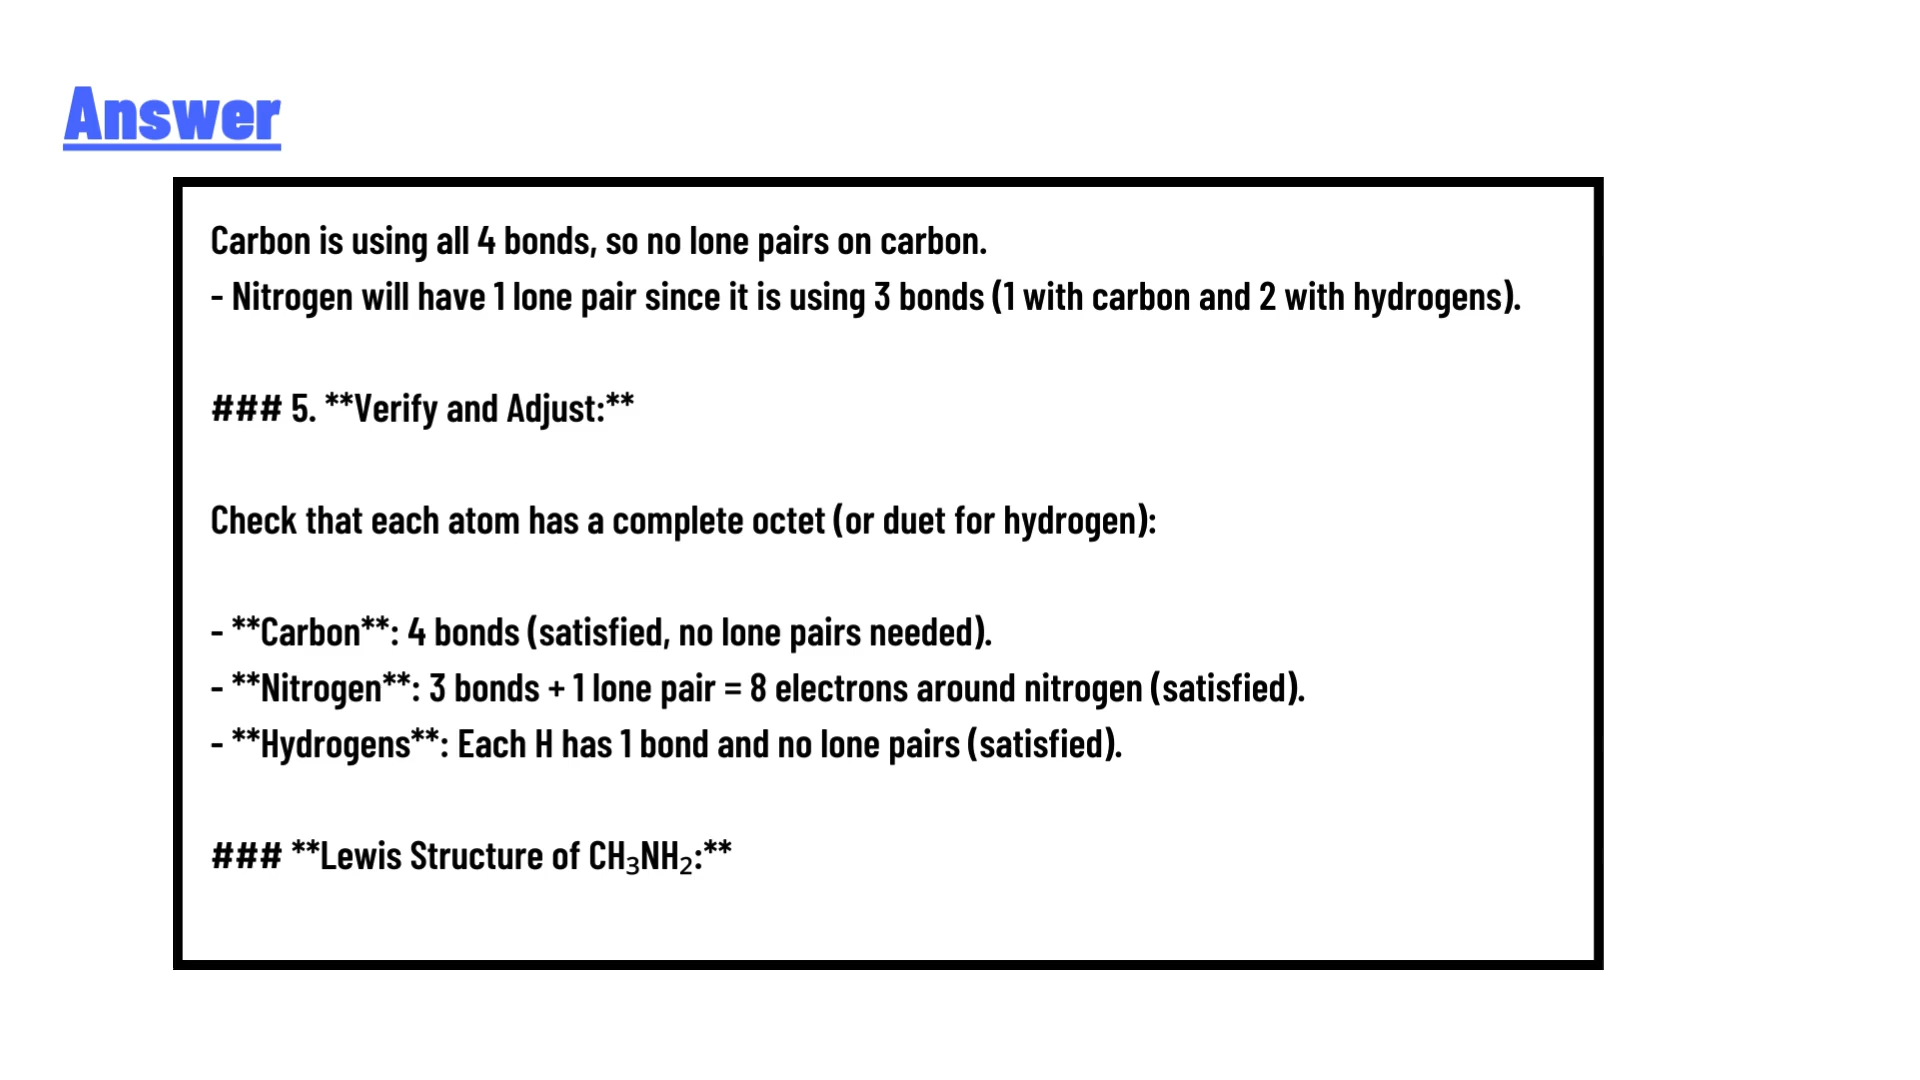 Answer
Carbon is using all 4 bonds, so no lone pairs on carbon.
- Nitrogen will have 1 lone pair since it is using 3 bonds (1 with carbon and 2 with hydrogens).
### 5. **Verify and Adjust:**
Check that each atom has a complete octet (or duet for hydrogen):
- **Carbon**: 4 bonds (satisfied, no lone pairs needed).
- **Nitrogen**: 3 bonds + 1 lone pair = 8 electrons around nitrogen (satisfied).
- **Hydrogens**: Each H has 1 bond and no lone pairs (satisfied).
### **Lewis Structure of CH₃NH₂:**